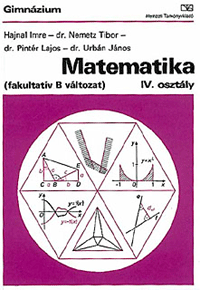 Gimnázium
Nemzeti Tankönyvkiadó
Hajnal Imre – dr. Nemetz Tibor –
dr. Pintér Lajos – dr. Urbán János
Matematika
(fakultatív B változat) IV. osztály